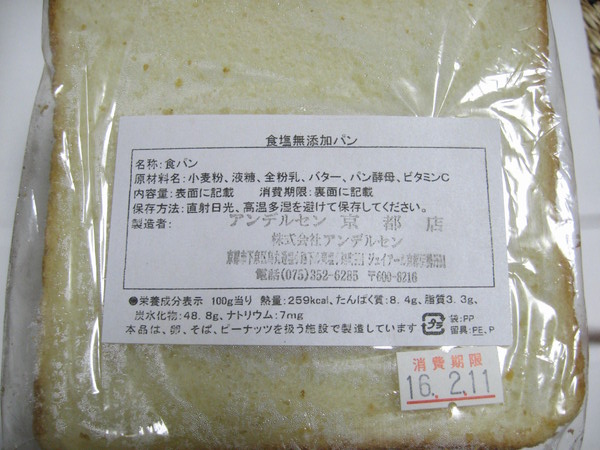 食塩無添加パン
名称:食パン
原材料名:小麦粉、液糖、全粉乳、バター、パン酵母、ビタミンC
内容量:表面に記載 消費期限:裏面に記載
保存方法:直射日光、高温多湿を避けて保存してください。
製造者: アンデルセン 京都店
株式会社アンデルセン
京都市下京区
電話(075)352-6285 〒600-8216
●栄養成分表示 100g当り 熱量:259kcal、たんぱく質:8.4g、脂質3.3g、
炭水化物:48.8g、ナトリウム:7mg
本品は、卵、そば、ピーナッツを扱う施設で製造しています
プラ
袋:PP
留具:PE、P
消費期限
16.2.11